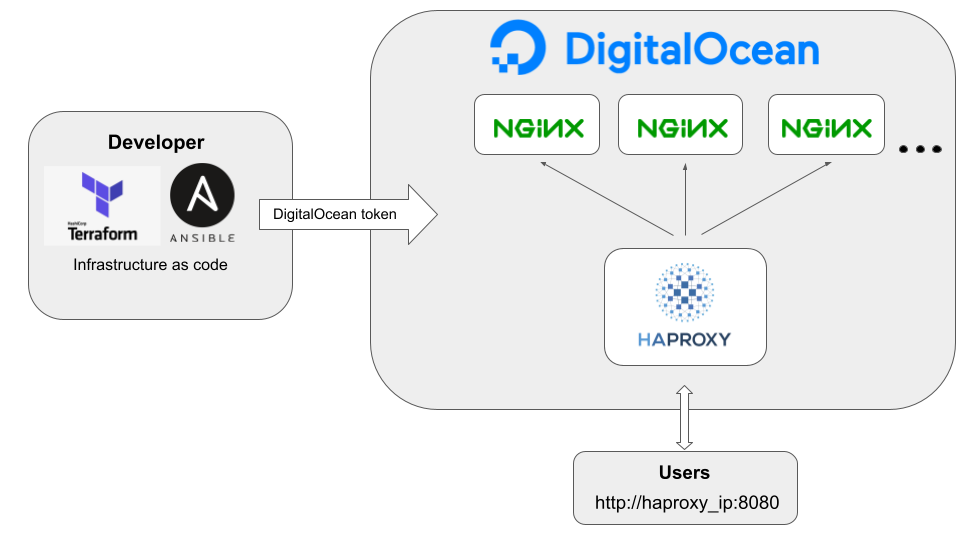 DigitalOcean
NGINX
NGINX
NGINX
Developer
HashiCorp
Terraform
ANSIBLE
Infrastructure as code
DigitalOcean token
HAPROXY
Users
http://haproxy_ip:8080